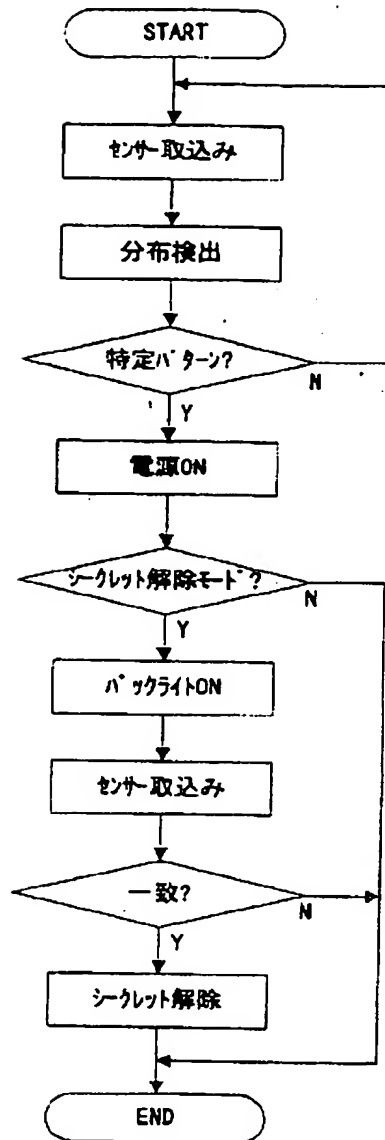 START
センサー取込み
分布検出
特定パターン?
N
Y
電源ON
シークレット解除モード?
N
Y
バックライトON
センサー取込み
一致?
N
Y
シークレット解除
END